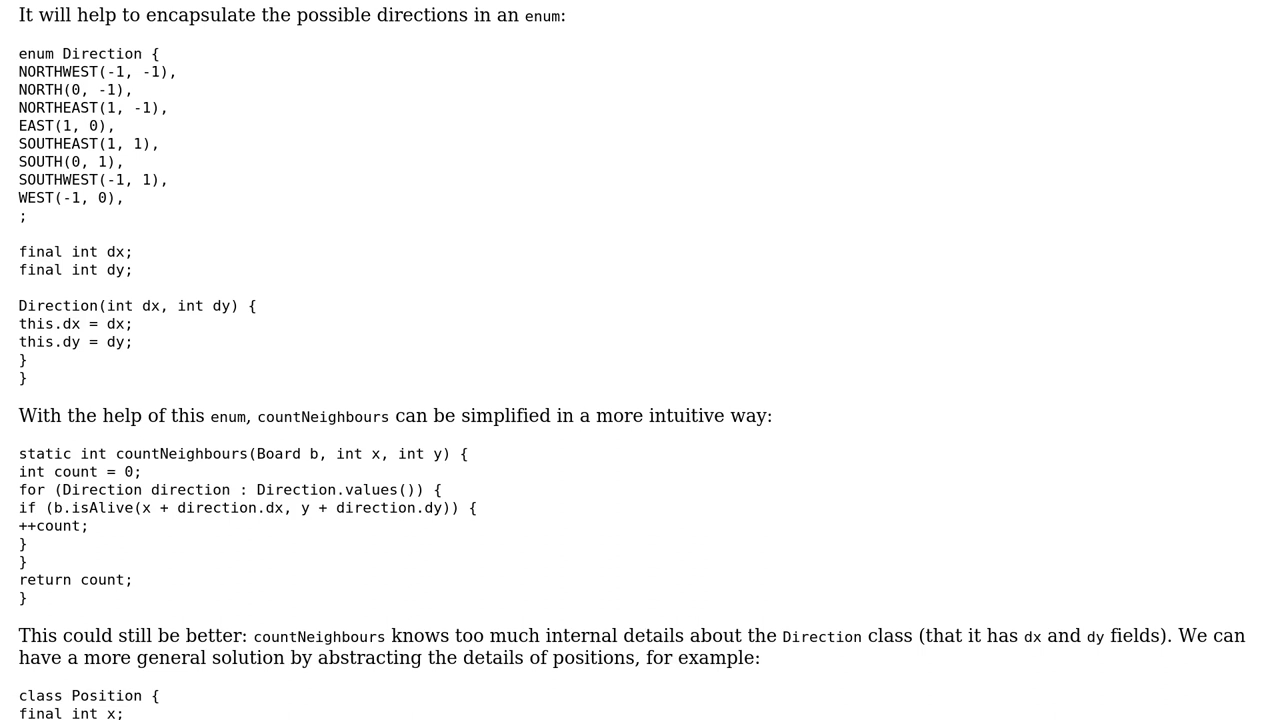 It will help to encapsulate the possible directions in an enum:
enum Direction {
NORTHWEST(-1, -1),
NORTH(0, -1),
NORTHEAST(1, -1),
EAST(1, 0),
SOUTHEAST(1, 1),
SOUTH(0, 1),
SOUTHWEST(-1, 1),
WEST(-1, 0),
;
final int dx;
final int dy;
Direction(int dx, int dy) {
this.dx = dx;
this.dy = dy;
}
}
With the help of this enum, countNeighbours can be simplified in a more intuitive way:
static int countNeighbours(Board b, int x, int y) {
int count = 0;
for (Direction direction : Direction.values()) {
if (b.isAlive(x + direction.dx, y + direction.dy)) {
++count;
}
}
return count;
}
This could still be better: countNeighbours knows too much internal details about the Direction class (that it has dx and dy fields). We can
have a more general solution by abstracting the details of positions, for example:
class Position {
final int x;